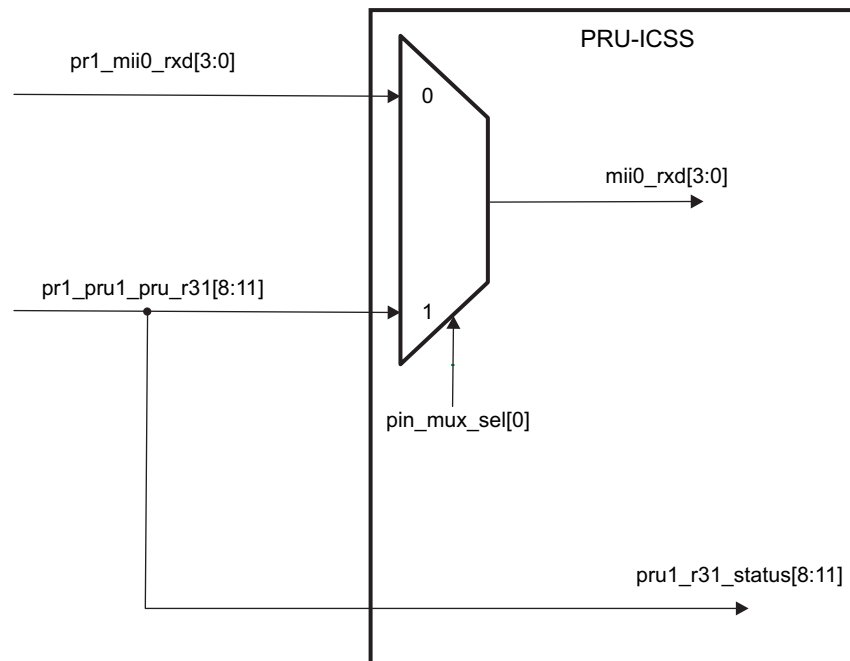 PRU-ICSS
pr1_mii0_rxd[3:0]
0
mii0_rxd[3:0]
pr1_pru1_pru_r31[8:11]
1
pin_mux_sel[0]
pru1_r31_status[8:11]